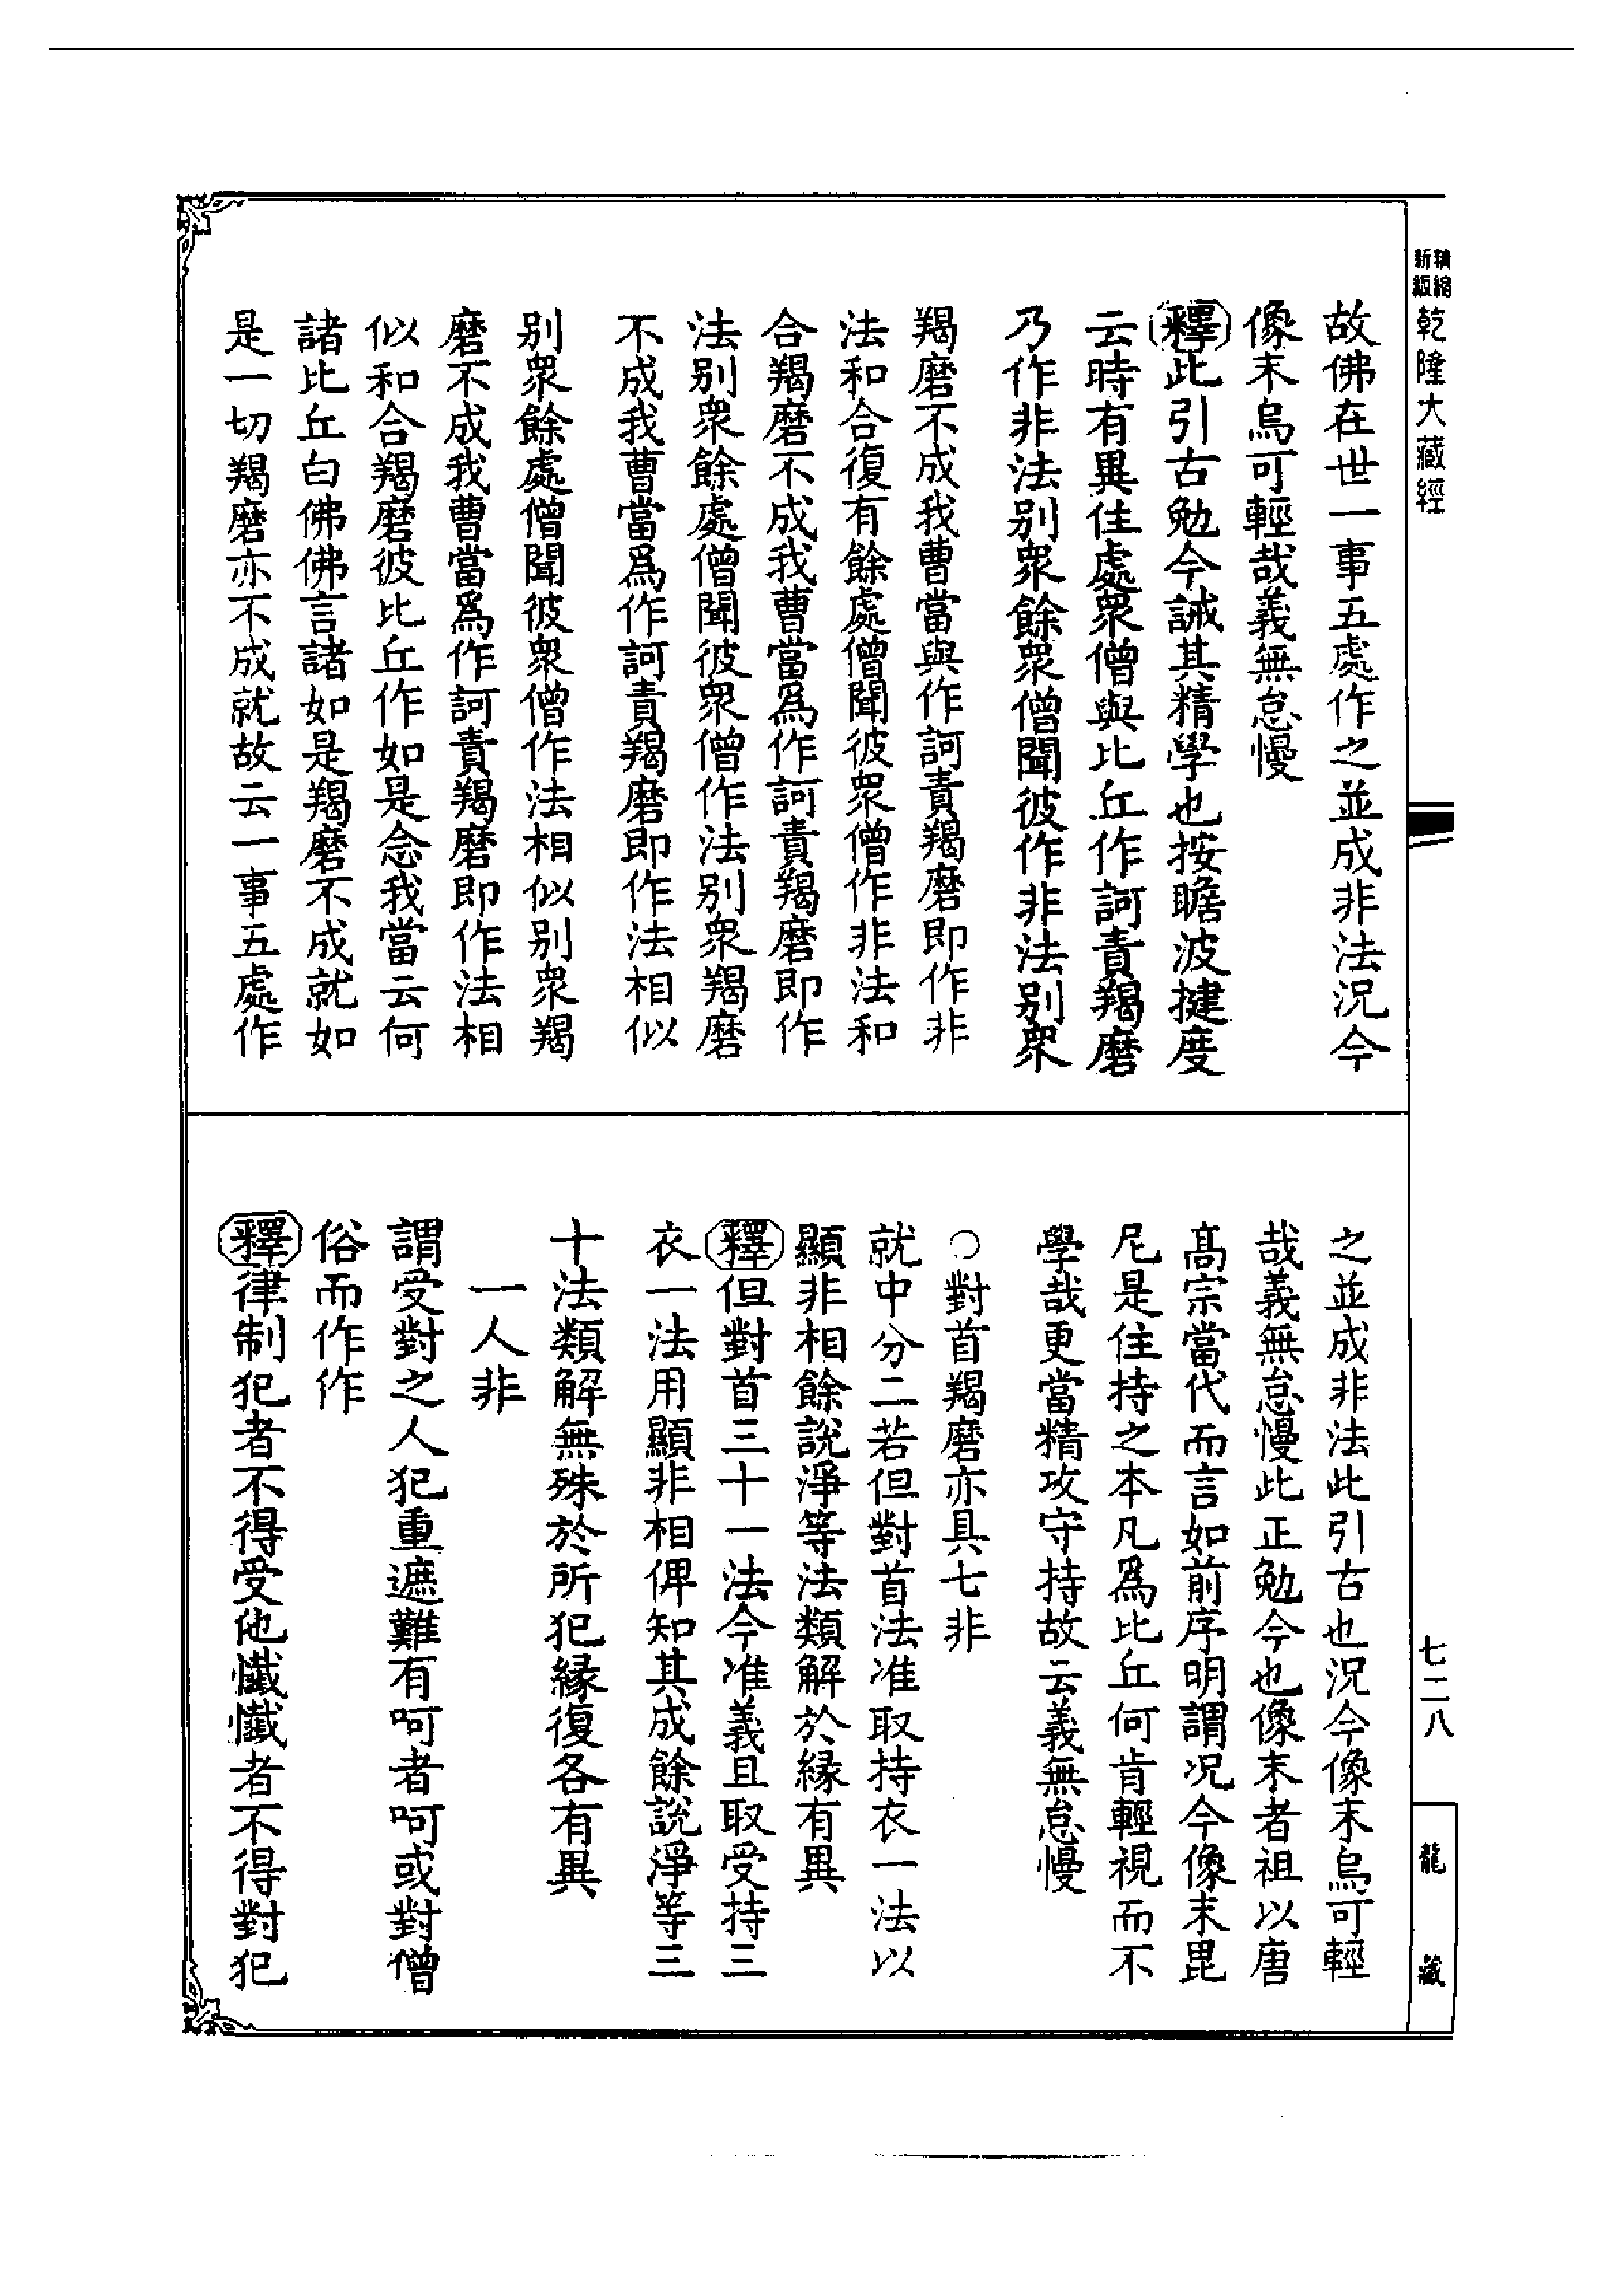 精縮新版乾隆大藏經
故佛在世一事五處作之並成非法況今
像末烏可輕哉義無怠慢
釋此引古勉今誡其精學也按瞻波揵度
云時有異住處衆僧與比丘作訶責羯磨
乃作非法别衆餘衆僧聞彼作非法别衆
羯磨不成我曹當與作訶責羯磨即作非
法和合復有餘處僧聞彼衆僧作非法和
合羯磨不成我曹當爲作訶責羯磨即作
法别衆餘處僧聞彼衆僧作法别衆羯磨
不成我曹當爲作訶責羯磨即作法相似
别衆餘處僧聞彼衆僧作法相似别衆羯
磨不成我曹當爲作訶責羯磨即作法相
似和合羯磨彼比丘作如是念我當云何
諸比丘白佛佛言諸如是羯磨不成就如
是一切羯磨亦不成就故云一事五處作
之並成非法此引古也況今像末烏可輕
哉義無怠慢此正勉今也像末者祖以唐
高宗當代而言如前序明謂况今像末毘
尼是住持之本凡爲比丘何肯輕視而不
學哉更當精攻守持故云義無怠慢
○對首羯磨亦具七非
就中分二若但對首法准取持衣一法以
顯非相餘說淨等法類解於縁有異
釋但對首三十一法今准義且取受持三
衣一法用顯非相俾知其成餘說淨等三
十法類解無殊於所犯縁復各有異
一人非
謂受對之人犯重遮難有呵者呵或對僧
俗而作作
釋律制犯者不得受他懺懺者不得對犯
七二八
龍藏